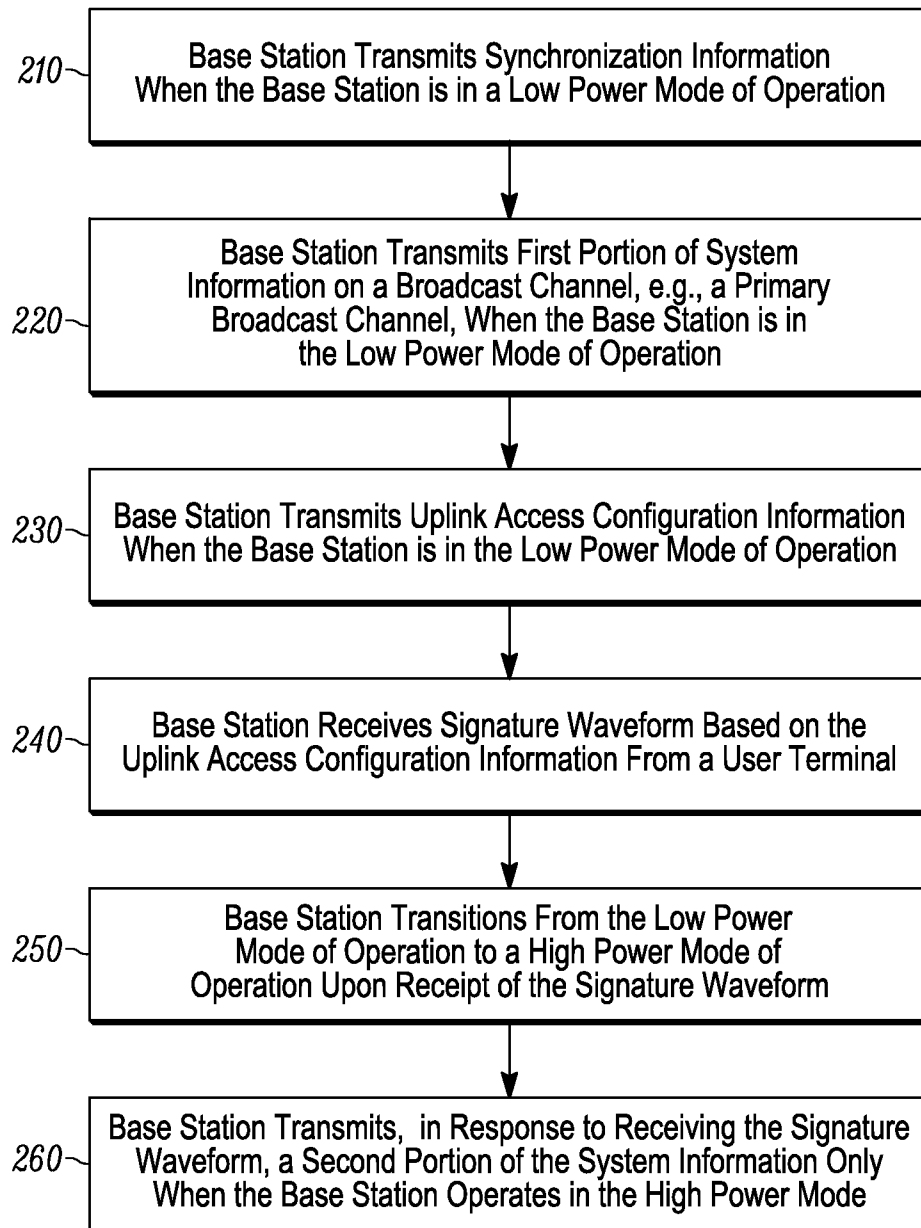 210
Base Station Transmits Synchronization Information
When the Base Station is in a Low Power Mode of Operation
220
Base Station Transmits First Portion of System
Information on a Broadcast Channel, e.g., a Primary
Broadcast Channel, When the Base Station is in
the Low Power Mode of Operation
230
Base Station Transmits Uplink Access Configuration Information
When the Base Station is in the Low Power Mode of Operation
240
Base Station Receives Signature Waveform Based on the
Uplink Access Configuration Information From a User Terminal
250
Base Station Transitions From the Low Power
Mode of Operation to a High Power Mode of
Operation Upon Receipt of the Signature Waveform
260
Base Station Transmits, in Response to Receiving the Signature
Waveform, a Second Portion of the System Information Only
When the Base Station Operates in the High Power Mode